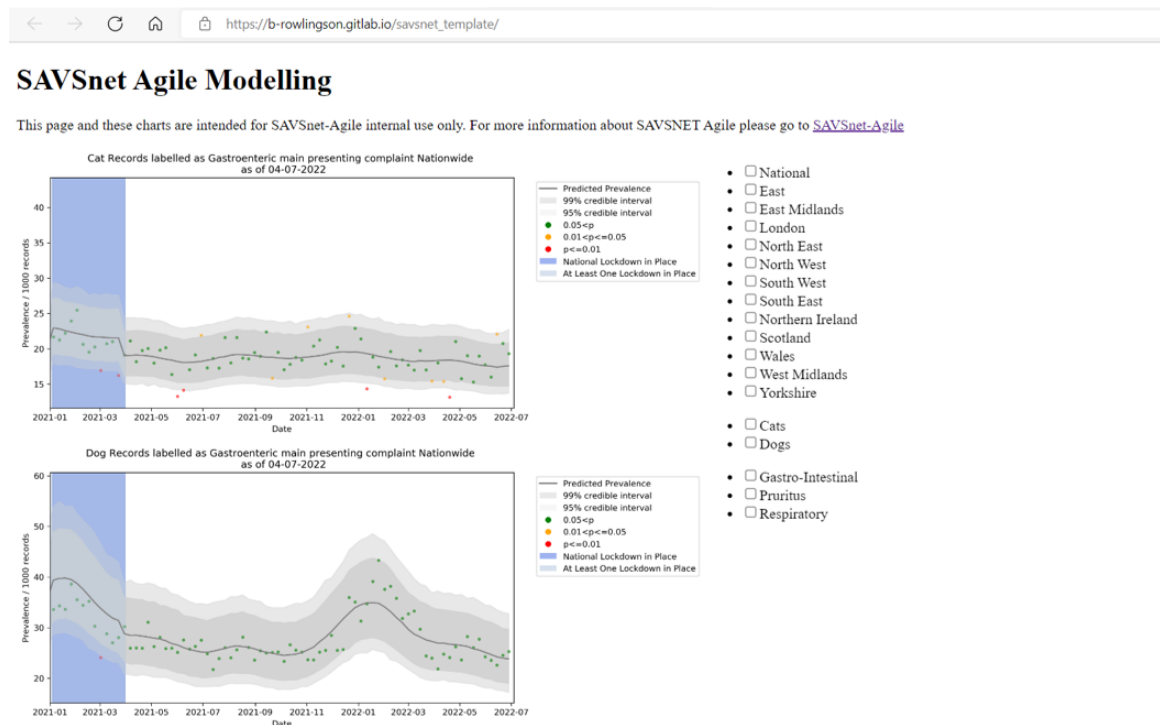 https://b-rowlingson.gitlab.io/savsnet_template/
SAVSnet Agile Modelling
This page and these charts are intended for SAVSnet-Agile internal use only. For more information about SAVSNET Agile please go to SAVSnet-Agile
Cat Records labelled as Gastroenteric main presenting complaint Nationwide
as of 04-07-2022
Prevalence / 1000 records
40
35
30
25
20
15
2021-01 2021-03 2021-05 2021-07 2021-09 2021-11 2022-01 2022-03 2022-05 2022-07
Date
Predicted Prevalence
99% credible interval
95% credible interval
0.05<p
0.01<p<=0.05
p<=0.01
National Lockdown in Place
At Least One Lockdown in Place
Dog Records labelled as Gastroenteric main presenting complaint Nationwide
as of 04-07-2022
Prevalence / 1000 records
60
50
40
30
20
2021-01 2021-03 2021-05 2021-07 2021-09 2021-11 2022-01 2022-03 2022-05 2022-07
Date
Predicted Prevalence
99% credible interval
95% credible interval
0.05<p
0.01<p<=0.05
p<=0.01
National Lockdown in Place
At Least One Lockdown in Place
National
East
East Midlands
London
North East
North West
South West
South East
Northern Ireland
Scotland
Wales
West Midlands
Yorkshire
Cats
Dogs
Gastro-Intestinal
Pruritus
Respiratory